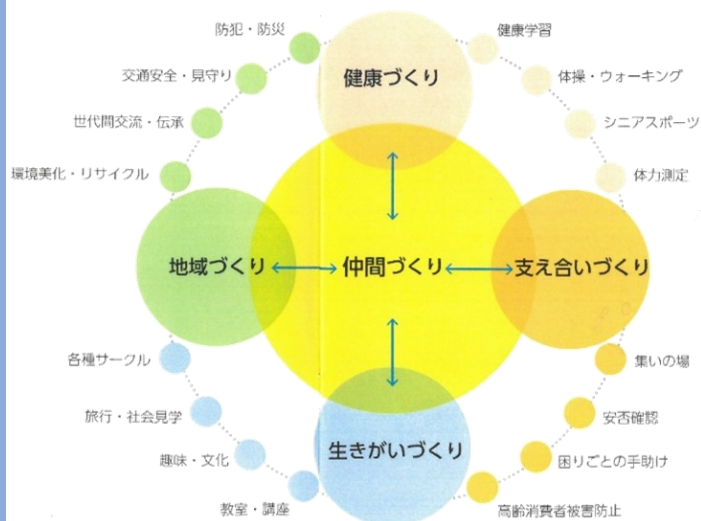 防犯・防災
健康学習
健康づくり
交通安全・見守り
体操・ウォーキング
世代間交流・伝承
シニアスポーツ
環境美化・リサイクル
体力測定
地域づくり
仲間づくり
支え合いづくり
各種サークル
集いの場
旅行・社会見学
安否確認
生きがいづくり
趣味・文化
困りごとの手助け
教室・講座
高齢消費者被害防止